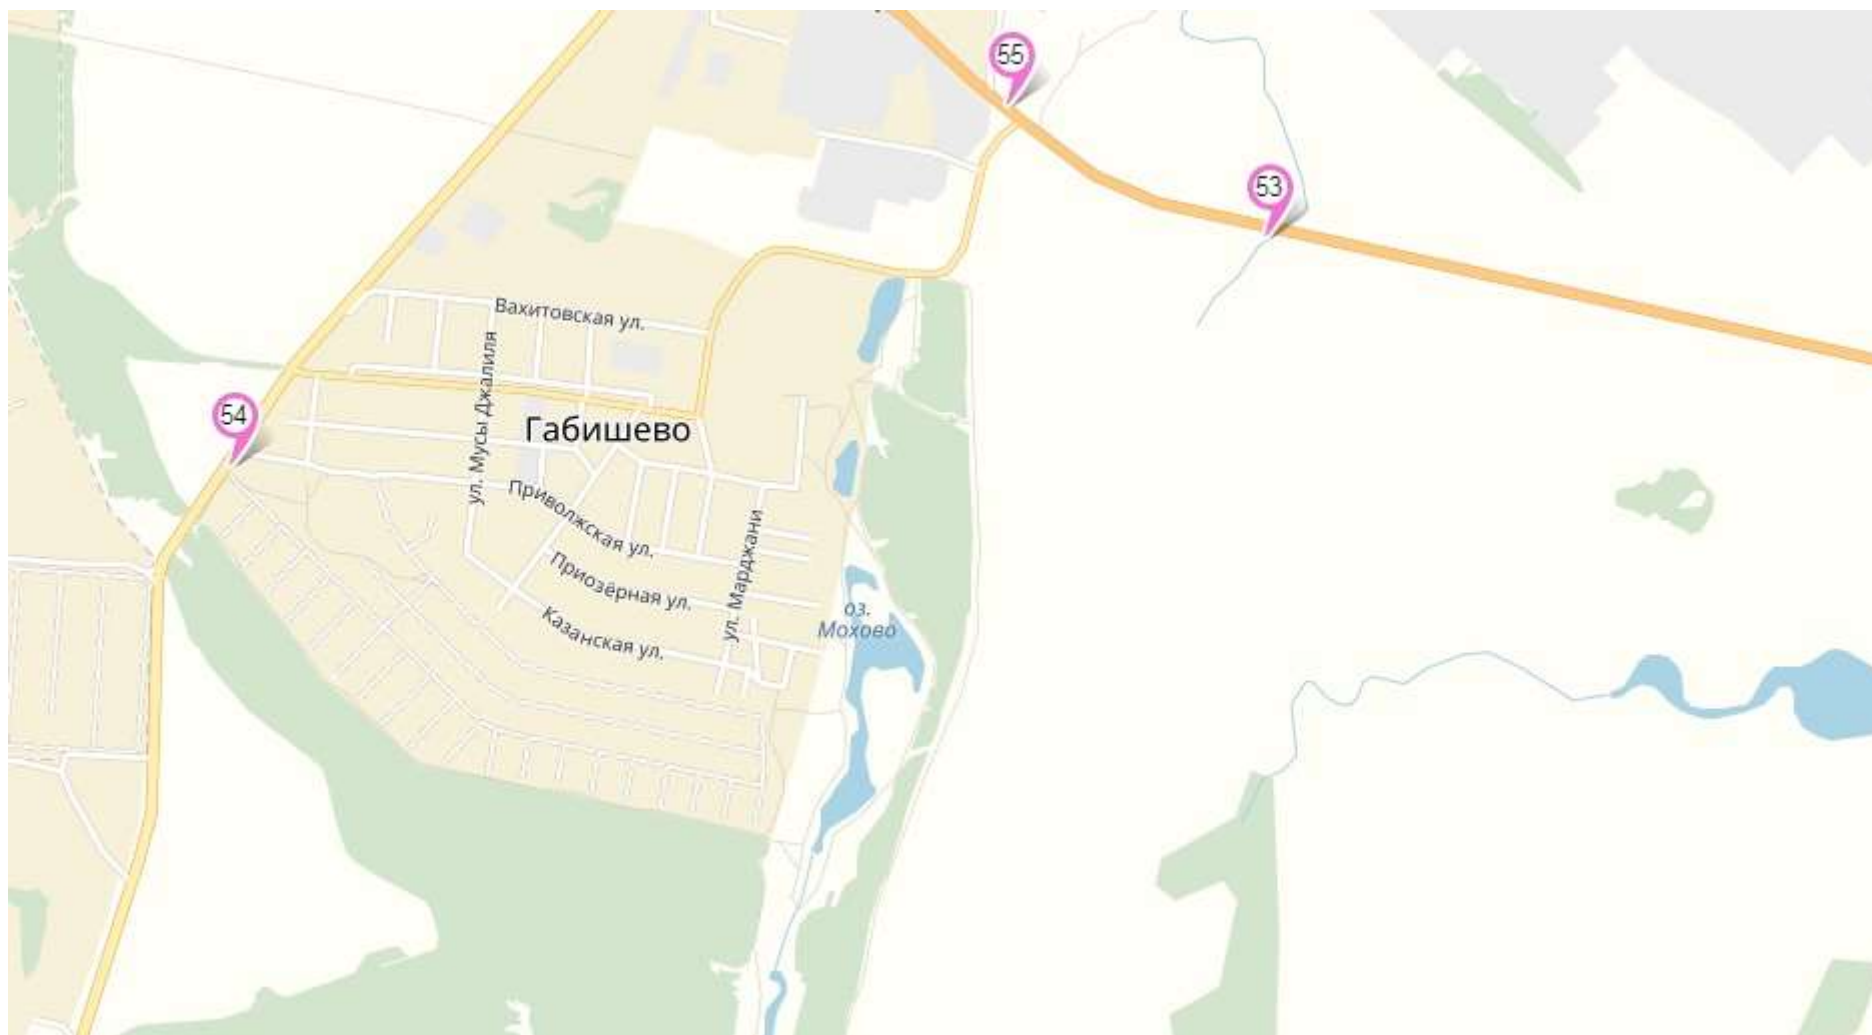 55
53
Вахитовская ул.
ул. Мусы Джалиля
54
Габишево
Приволжская ул.
ул. Марджани
Приозёрная ул.
оз.
Мохово
Казанская ул.